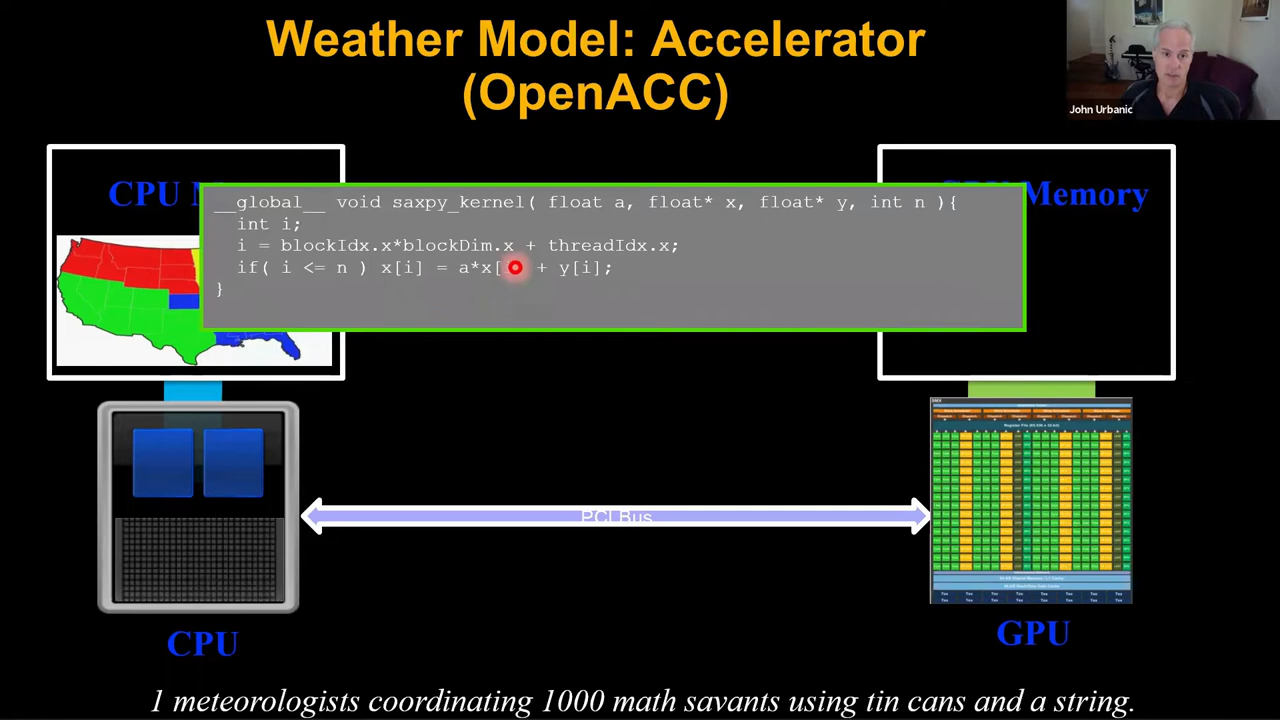 Weather Model: Accelerator
(OpenACC)
John Urbanic
CPU
Memory
__global__ void saxpy_kernel( float a, float* x, float* y, int n ){
int i;
i = blockIdx.x*blockDim.x + threadIdx.x;
if( i <= n ) x[i] = a*x[ + y[i];
}
PCI Bus
CPU
GPU
1 meteorologists coordinating 1000 math savants using tin cans and a string.